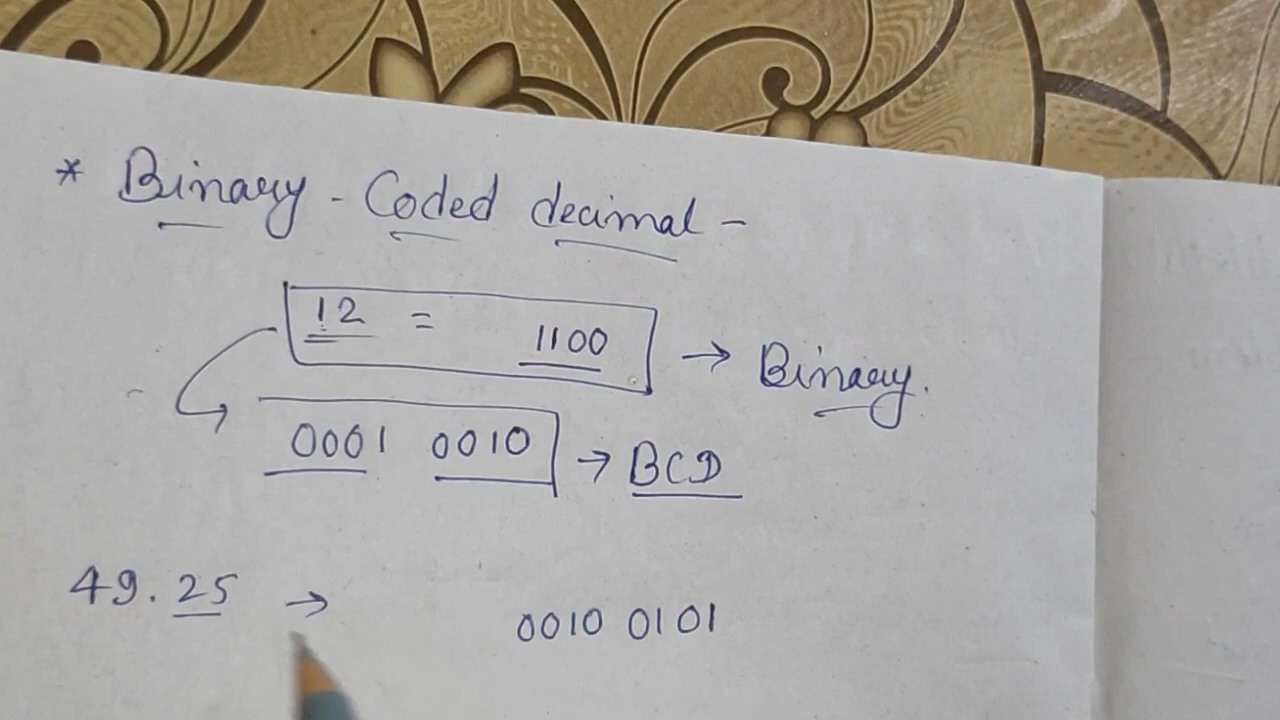 * Binary - Coded decimal -
12 = 1100 → Binary.
0001 0010 → BCD
49.25 → 0010 0101